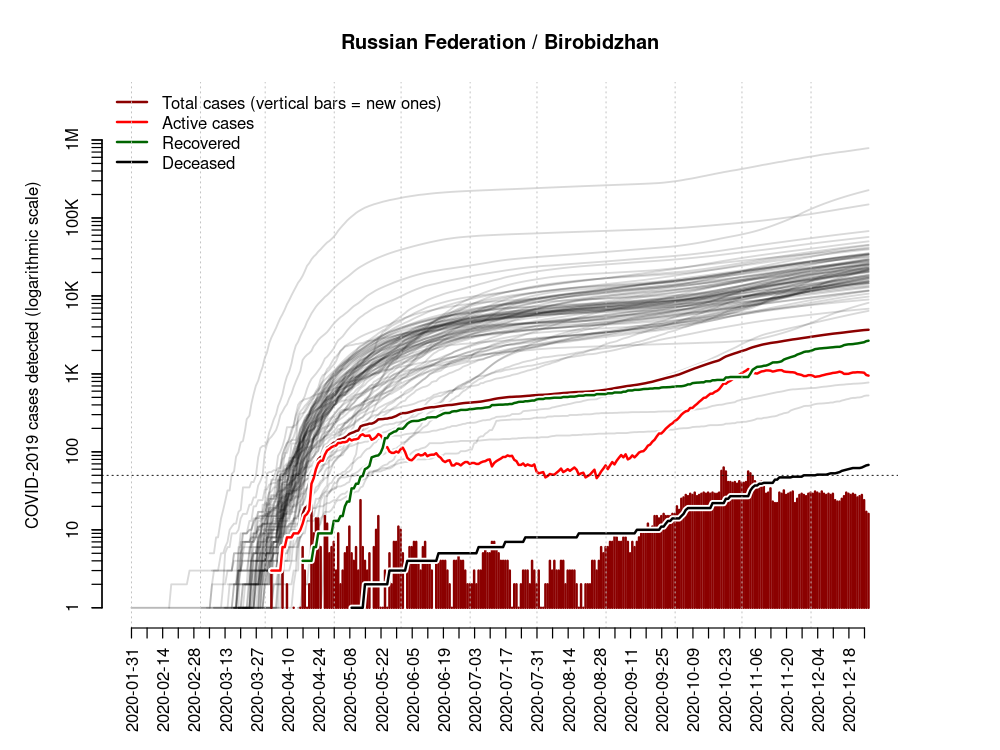 Russian Federation / Birobidzhan
Total cases (vertical bars = new ones)
Active cases
Recovered
Deceased
COVID-2019 cases detected (logarithmic scale)
1M
100K
10K
1K
100
10
1
2020-01-31
2020-02-14
2020-02-28
2020-03-13
2020-03-27
2020-04-10
2020-04-24
2020-05-08
2020-05-22
2020-06-05
2020-06-19
2020-07-03
2020-07-17
2020-07-31
2020-08-14
2020-08-28
2020-09-11
2020-09-25
2020-10-09
2020-10-23
2020-11-06
2020-11-20
2020-12-04
2020-12-18